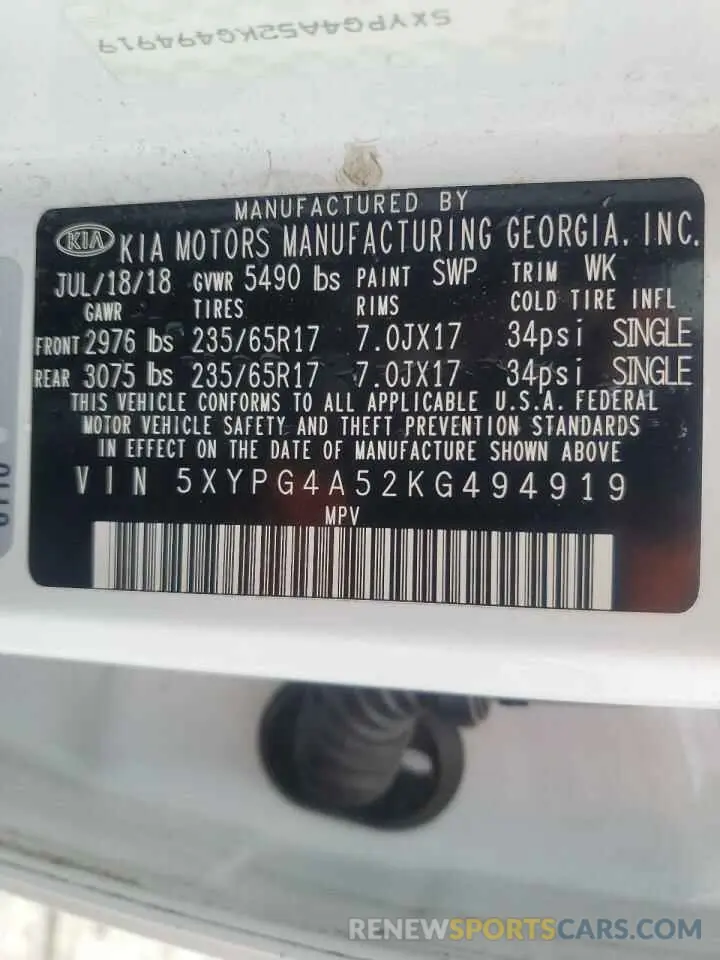 5XYPG4A52KG494919
MANUFACTURED BY
KIA KIA MOTORS MANUFACTURING GEORGIA, INC.
JUL/18/18 GVWR 5490 lbs PAINT SWP TRIM WK
GAWR TIRES RIMS COLD TIRE INFL
FRONT 2976 lbs 235/65R17 7.0JX17 34psi SINGLE
REAR 3075 lbs 235/65R17 7.0JX17 34psi SINGLE
THIS VEHICLE CONFORMS TO ALL APPLICABLE U.S.A. FEDERAL
MOTOR VEHICLE SAFETY AND THEFT PREVENTION STANDARDS
IN EFFECT ON THE DATE OF MANUFACTURE SHOWN ABOVE
VIN 5XYPG4A52KG494919
MPV
RENEWSPORTSCARS.COM